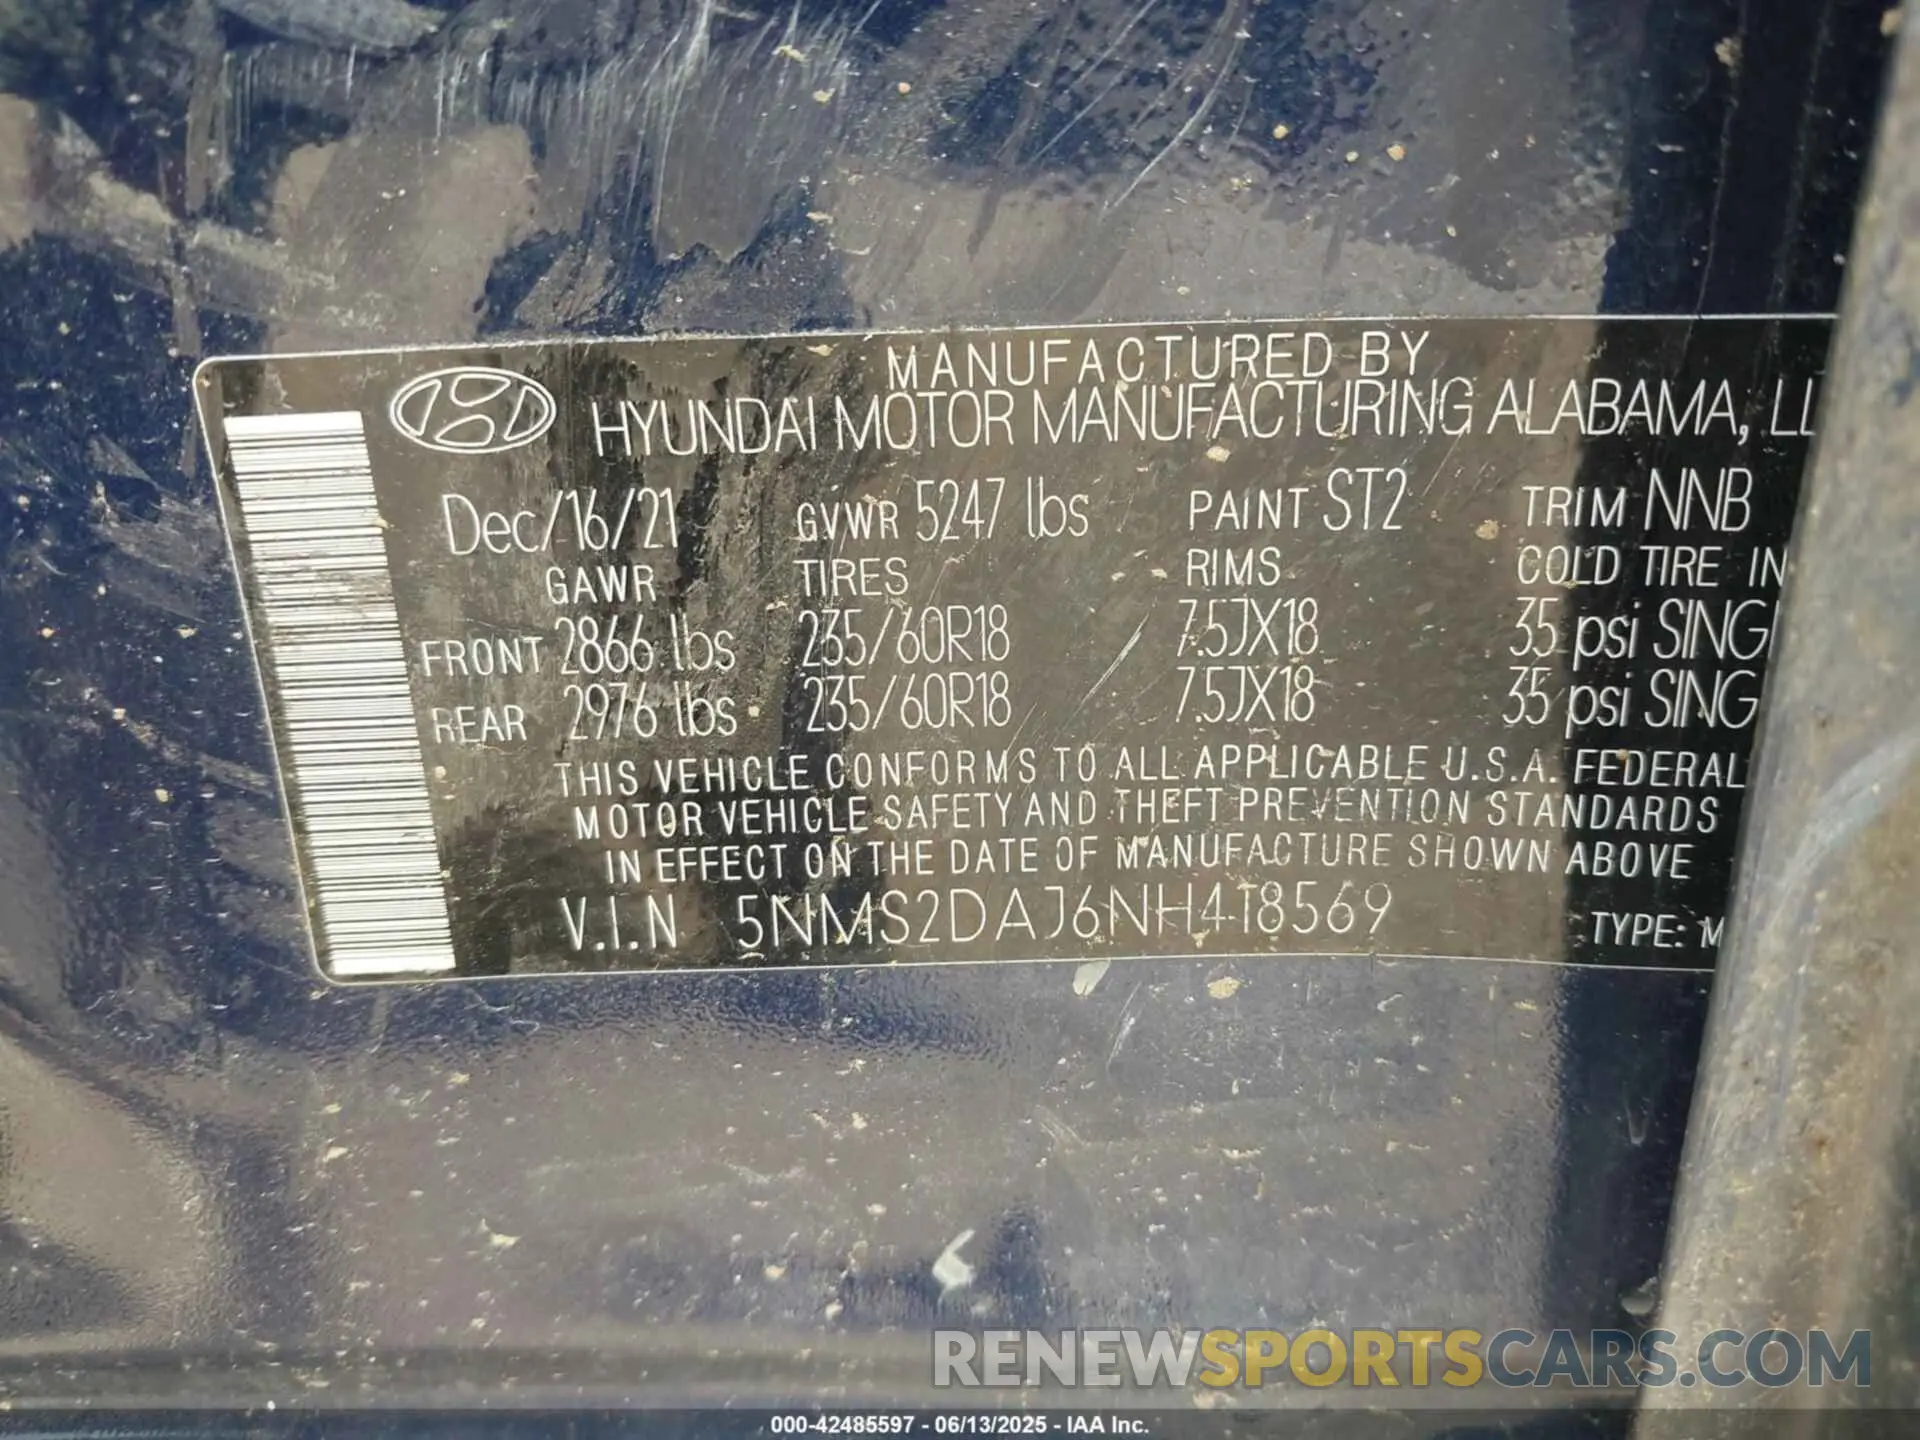 MANUFACTURED BY
HYUNDAI MOTOR MANUFACTURING ALABAMA, LL
Dec/16/21 GVWR 5247 lbs PAINT ST2 TRIM NNB
GAWR TIRES RIMS COLD TIRE IN
FRONT 2866 lbs 235/60R18 7.5JX18 35 psi SINGL
REAR 2976 lbs 235/60R18 7.5JX18 35 psi SING
THIS VEHICLE CONFORMS TO ALL APPLICABLE U.S.A. FEDERAL
MOTOR VEHICLE SAFETY AND THEFT PREVENTION STANDARDS
IN EFFECT ON THE DATE OF MANUFACTURE SHOWN ABOVE
V.I.N 5NMS2DAJ6NH418569 TYPE: M
RENEWSPORTSCARS.COM
000-42485597 - 06/13/2025 - IAA Inc.